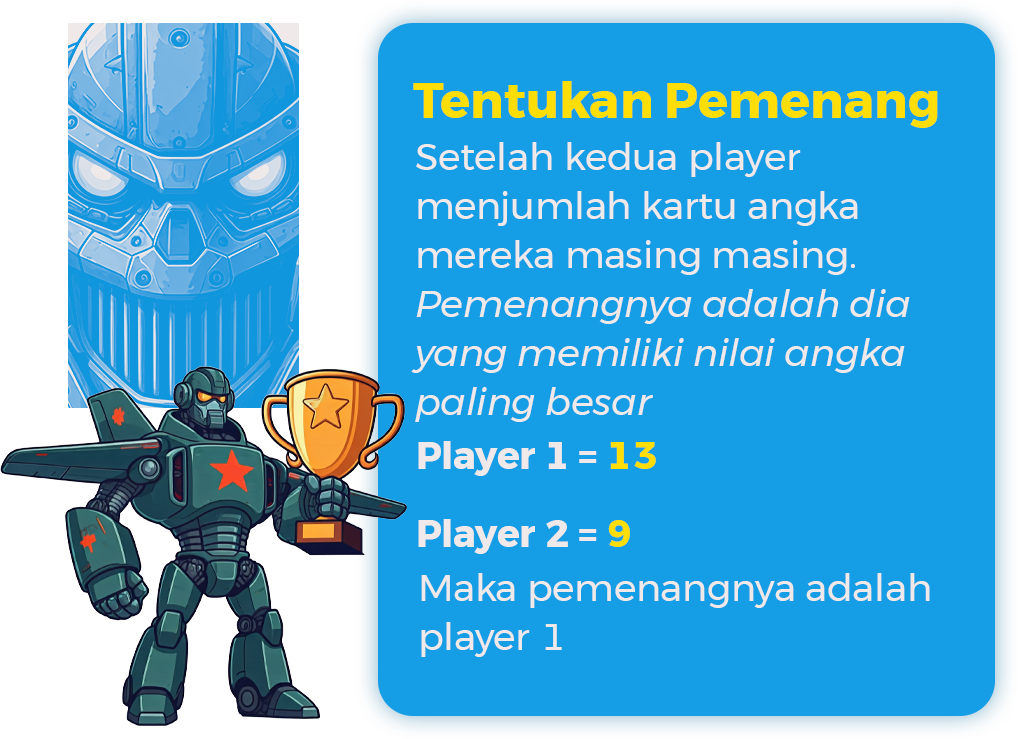 Tentukan Pemenang
Setelah kedua player
menjumlah kartu angka
mereka masing masing.
Pemenangnya adalah dia
yang memiliki nilai angka
paling besar
Player 1 = 13
Player 2 = 9
Maka pemenangnya adalah
player 1